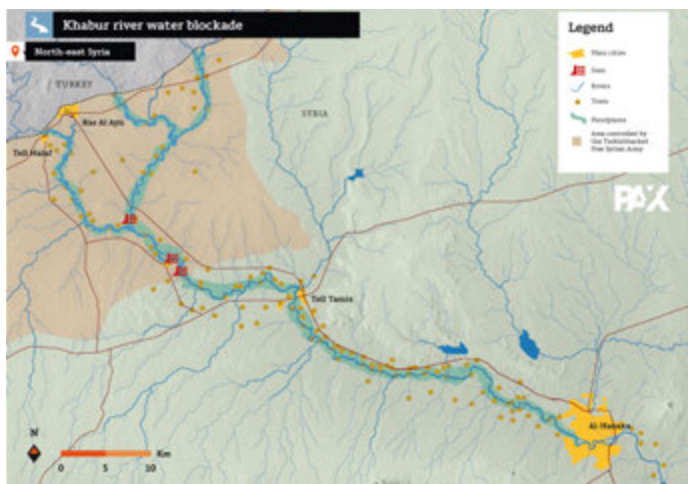 Khabur river water blockade
North-east Syria
Legend
Main cities
Dam
Rivers
Town
Floodplains
Area controlled by
the Turkish-backed
Free Syrian Army
PAX
TURKEY
SYRIA
Ras Al Ayn
Tell Halaf
Tell Tamir
Al-Hasaka
N
Km
0 5 10